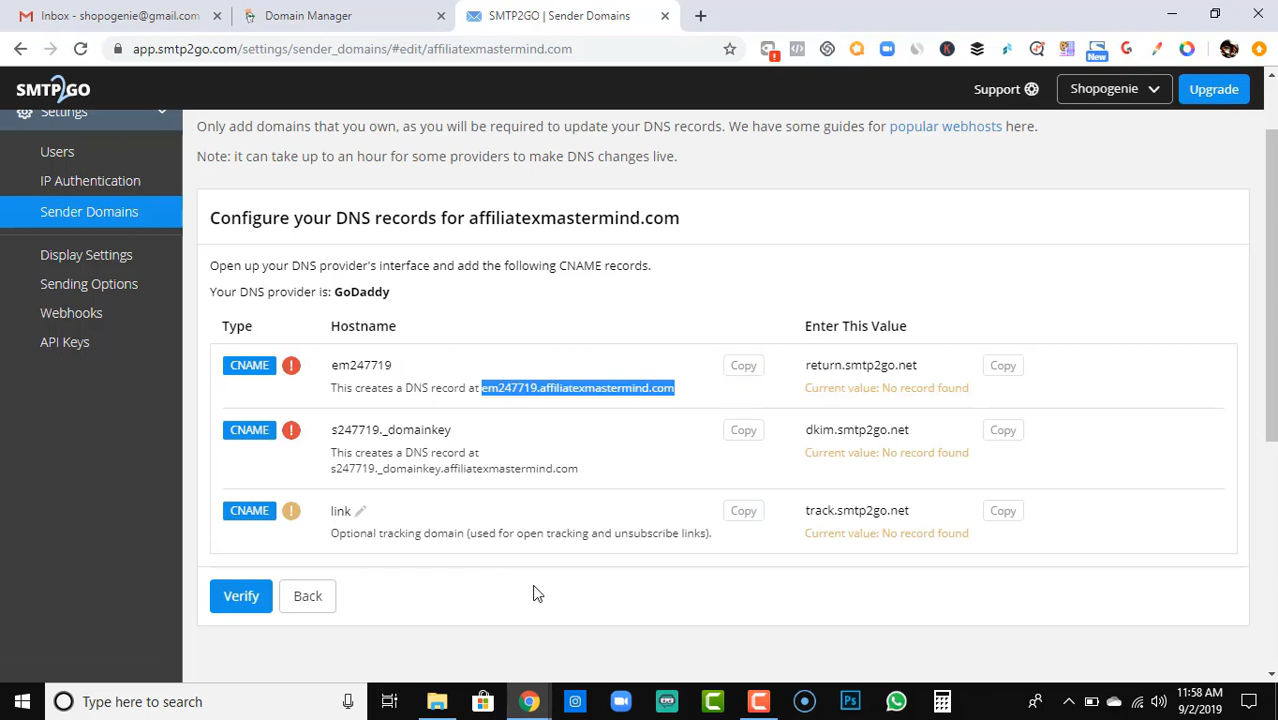 Inbox - shopogenie@gmail.com
Domain Manager
SMTP2GO | Sender Domains
app.smtp2go.com/settings/sender_domains/#edit/affiliatexmastermind.com
New
SMTP2GO
Support
Shopogenie
Upgrade
Settings
Only add domains that you own, as you will be required to update your DNS records. We have some guides for popular webhosts here.
Users
Note: it can take up to an hour for some providers to make DNS changes live.
IP Authentication
Sender Domains
Display Settings
Sending Options
Webhooks
API Keys
Configure your DNS records for affiliatexmastermind.com
Open up your DNS provider's interface and add the following CNAME records.
Your DNS provider is: GoDaddy
Type Hostname Enter This Value
CNAME ! em247719 Copy return.smtp2go.net Copy
This creates a DNS record at em247719.affiliatexmastermind.com Current value: No record found
CNAME ! s247719._domainkey Copy dkim.smtp2go.net Copy
This creates a DNS record at Current value: No record found
s247719._domainkey.affiliatexmastermind.com
CNAME ! link Copy track.smtp2go.net Copy
Optional tracking domain (used for open tracking and unsubscribe links). Current value: No record found
Verify Back
Type here to search
11:58 AM
9/2/2019